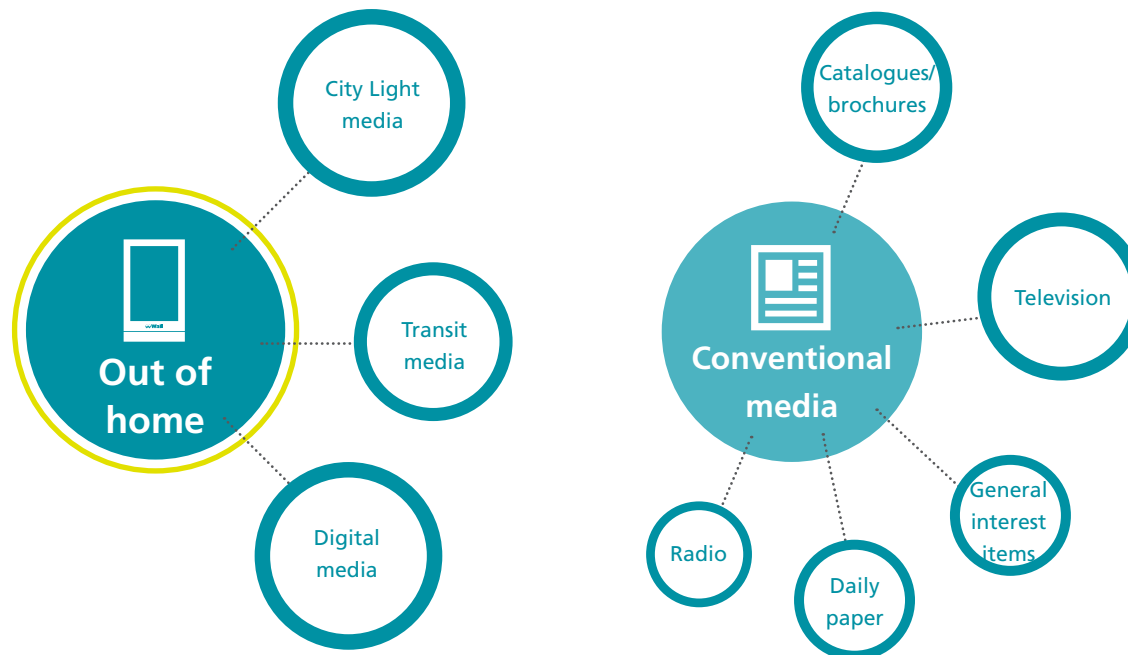 City Light
media
Out of
home
Transit
media
Digital
media
Catalogues/
brochures
Conventional
media
Television
General
interest
items
Daily
paper
Radio